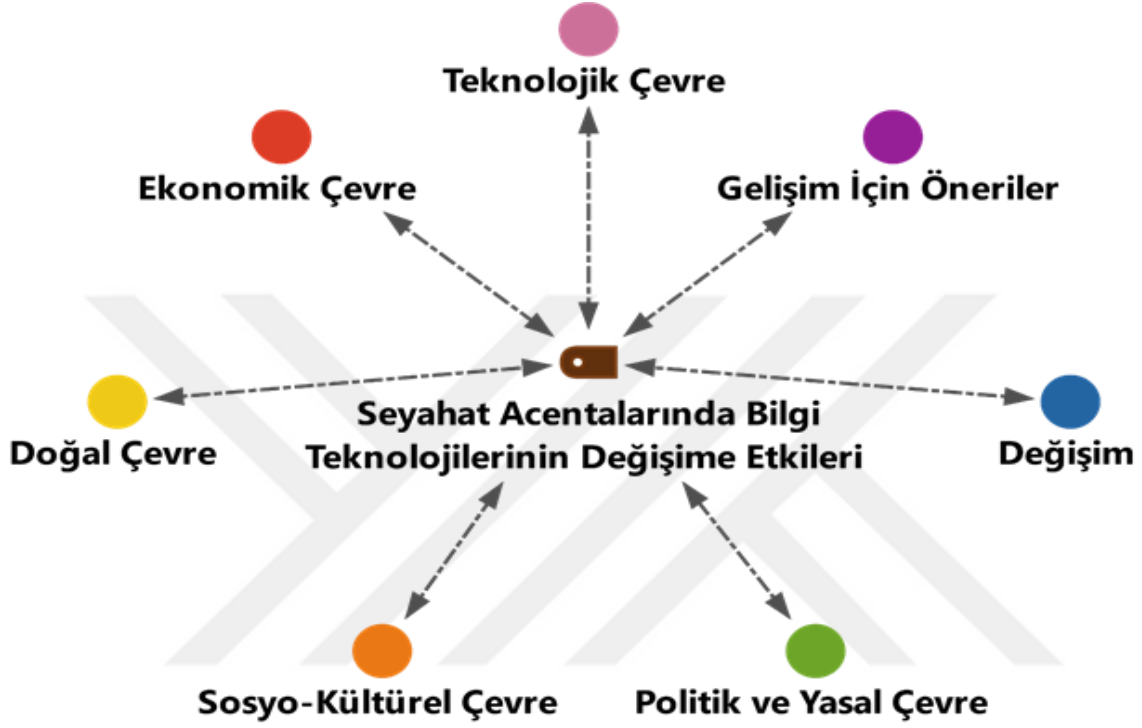 Teknolojik Çevre
Ekonomik Çevre
Gelişim İçin Öneriler
Seyahat Acentalarında Bilgi
Teknolojilerinin Değişime Etkileri
Doğal Çevre
Değişim
Sosyo-Kültürel Çevre
Politik ve Yasal Çevre